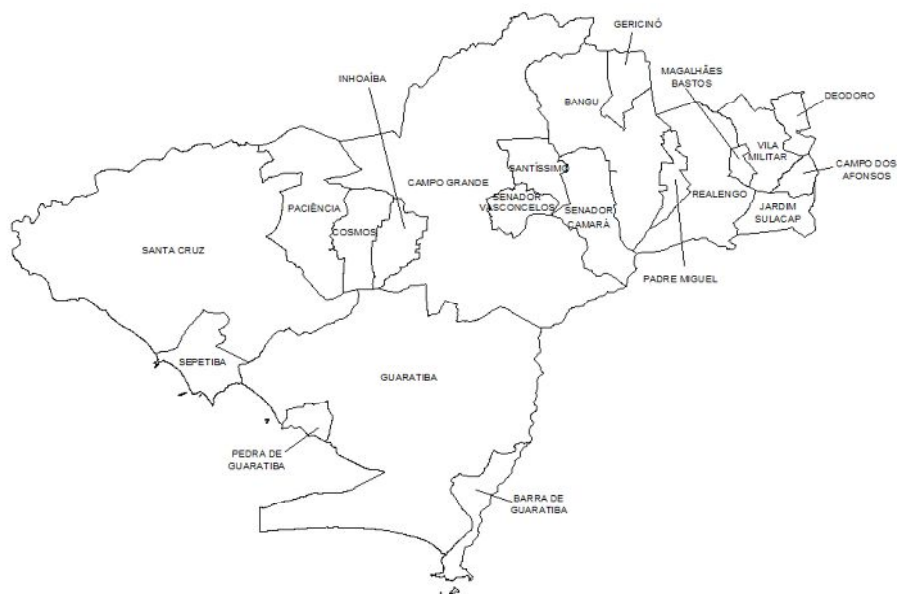 GERICINÓ
INHOAÍBA
MAGALHÃES
BASTOS
BANGU
DEODORO
VILA
MILITAR
SANTÍSSIMO
CAMPO DOS
AFONSOS
CAMPO GRANDE
PACIÊNCIA
SENADOR
VASCONCELOS
REALENGO
JARDIM
SULACAP
COSMOS
SENADOR
CAMARÁ
SANTA CRUZ
PADRE MIGUEL
SEPETIBA
GUARATIBA
PEDRA DE
GUARATIBA
BARRA DE
GUARATIBA